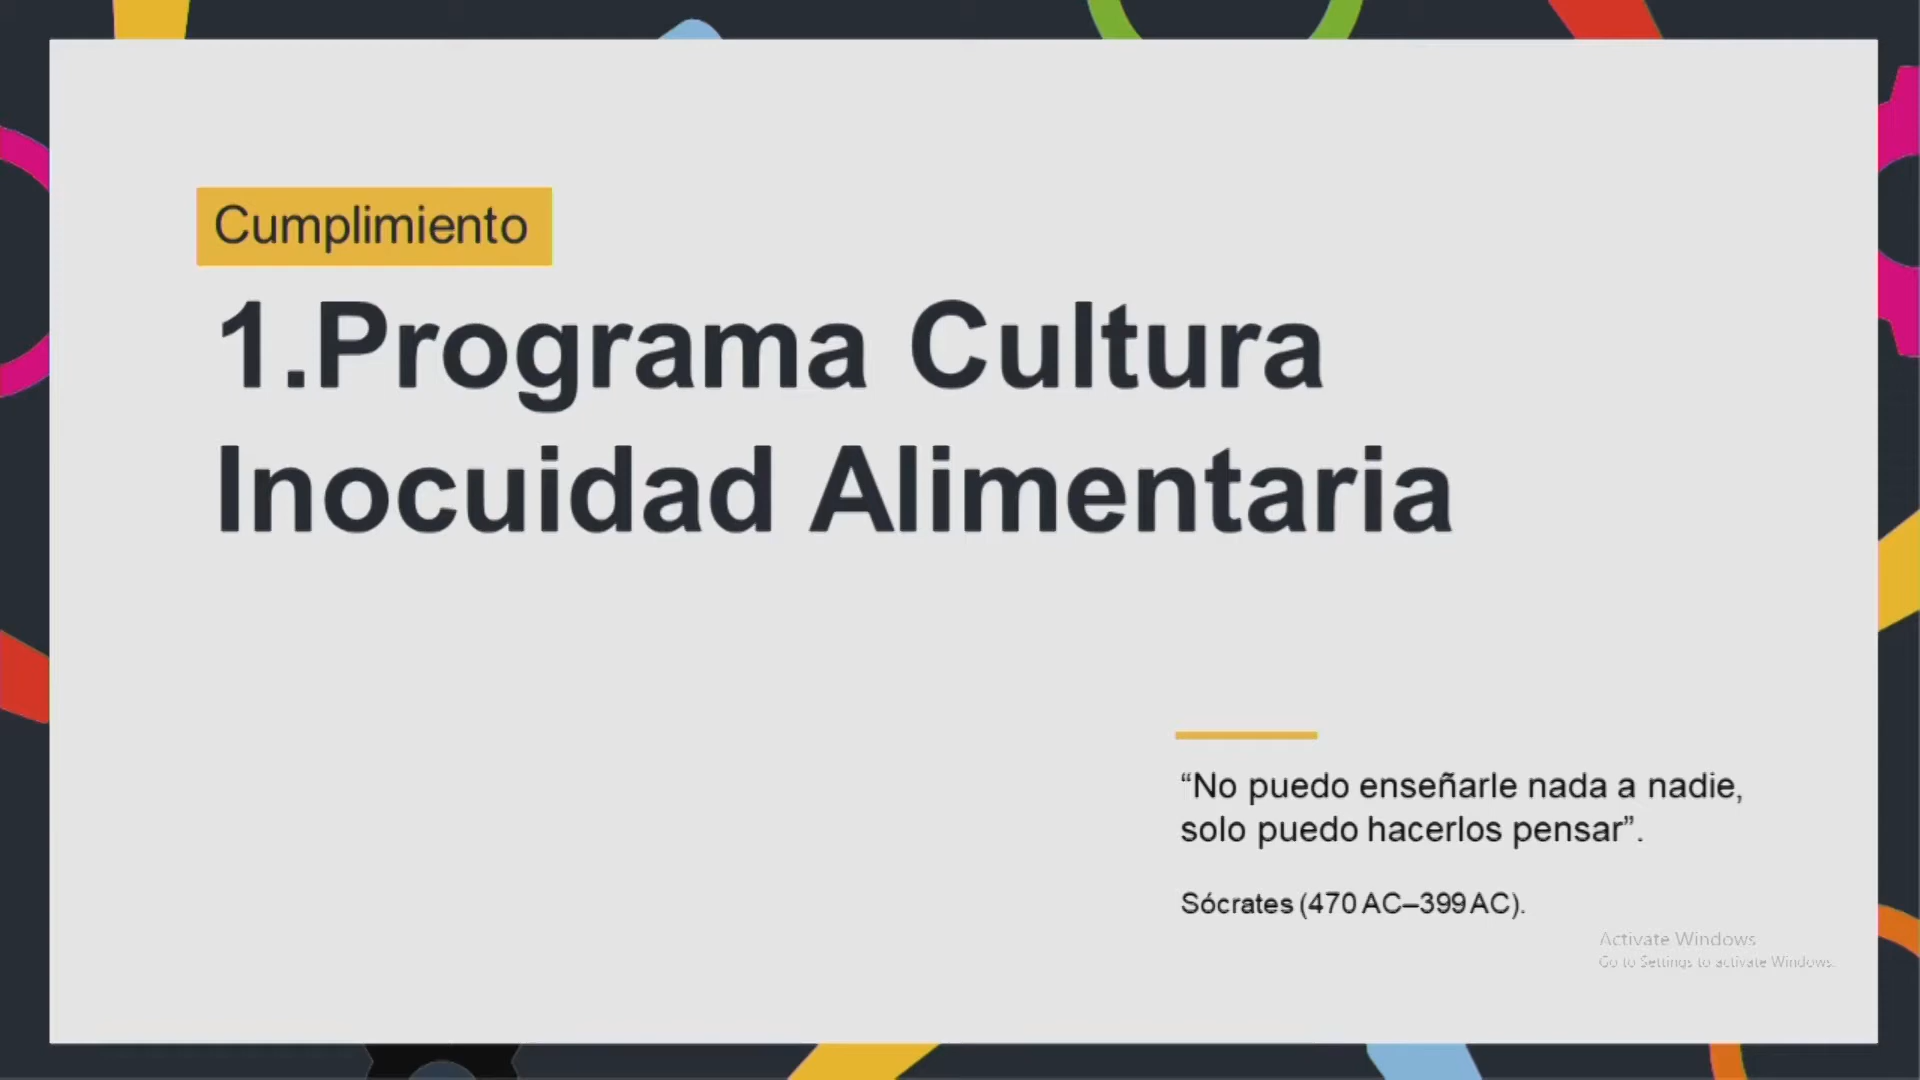 Cumplimiento
1.Programa Cultura
Inocuidad Alimentaria
“No puedo enseñarle nada a nadie,
solo puedo hacerlos pensar”.
Sócrates (470 AC–399 AC).
Activate Windows
Go to Settings to activate Windows.